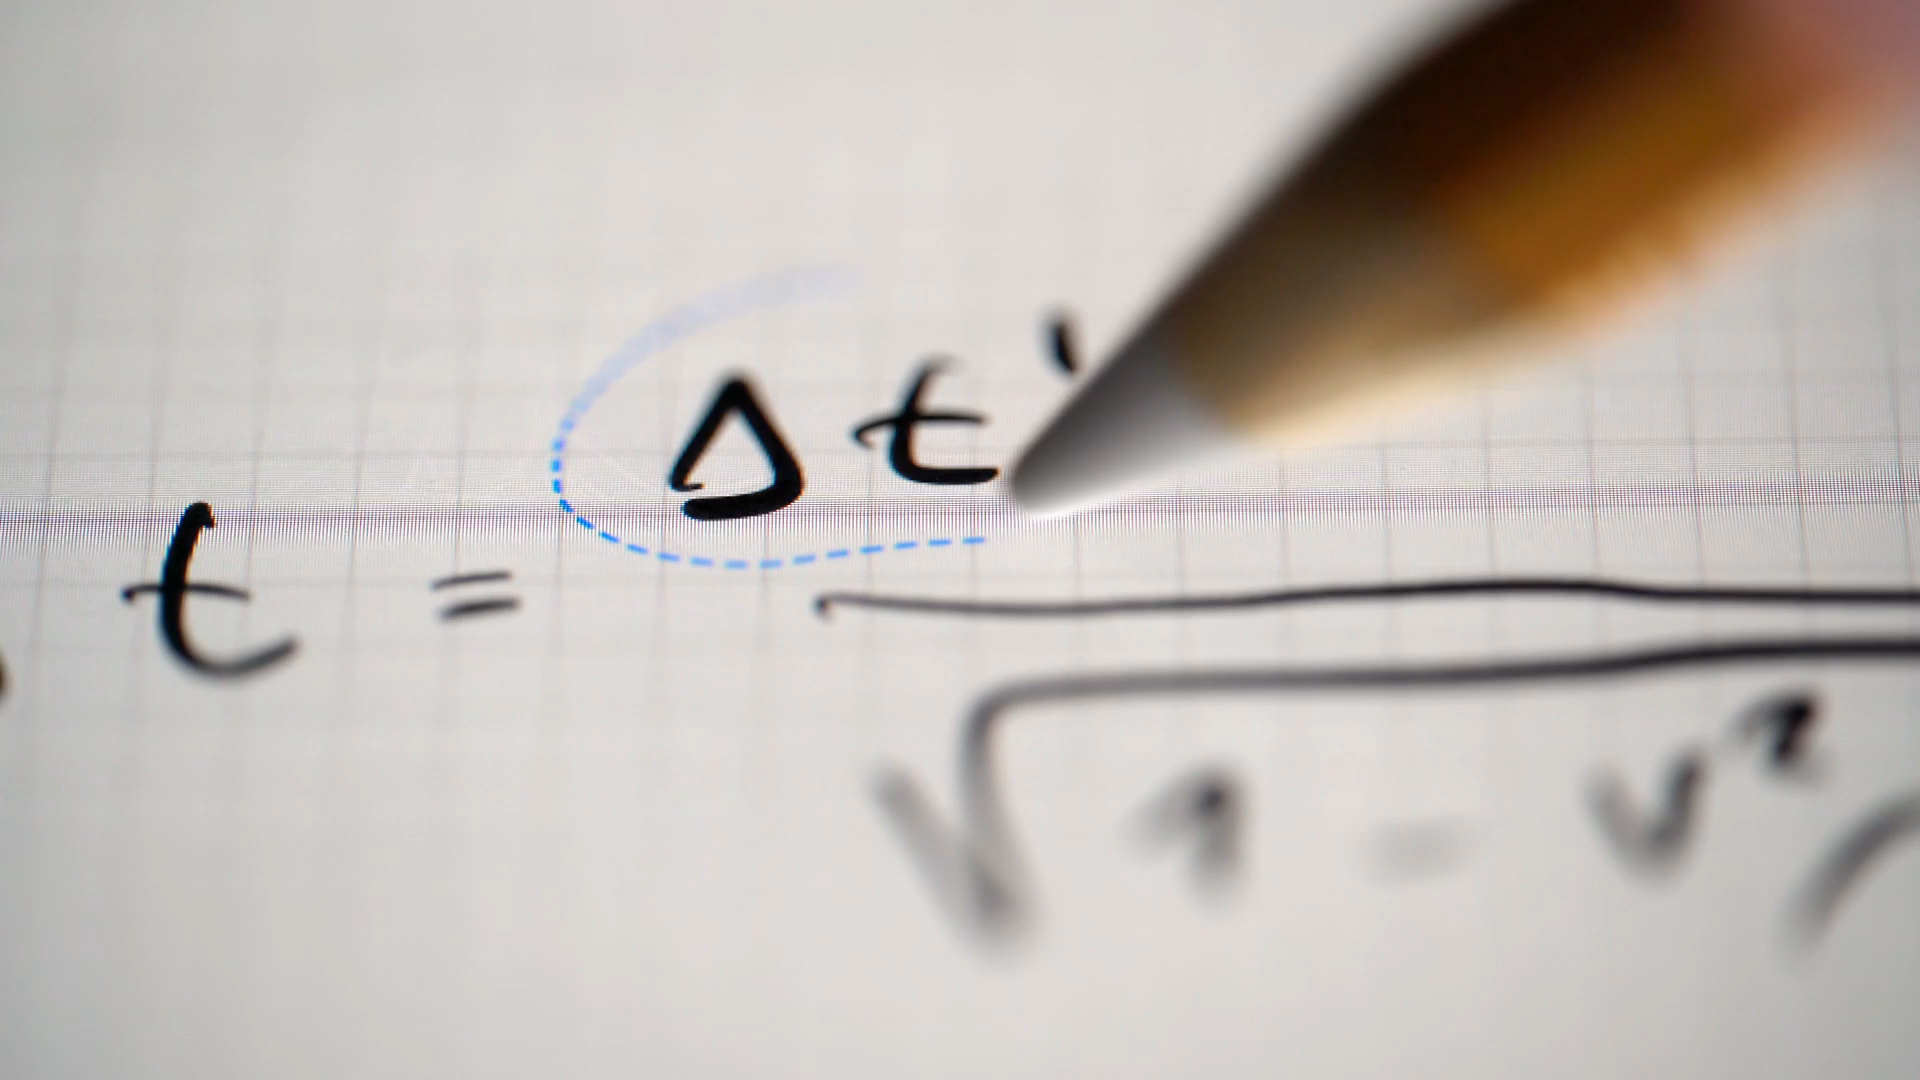 t = Δt'
√1 - v²/